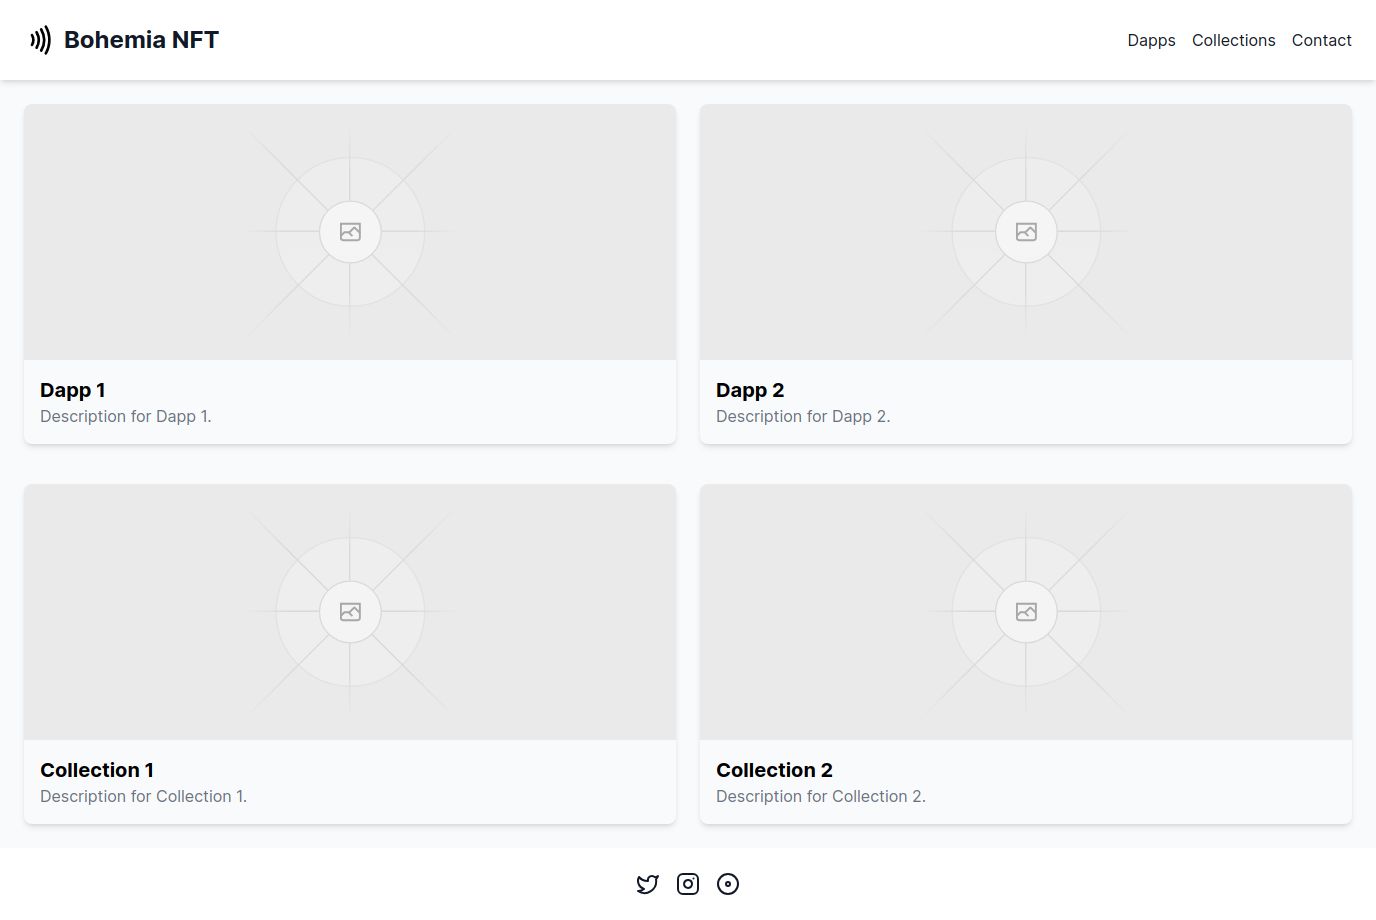 Bohemia NFT
Dapps Collections Contact
Dapp 1
Description for Dapp 1.
Dapp 2
Description for Dapp 2.
Collection 1
Description for Collection 1.
Collection 2
Description for Collection 2.